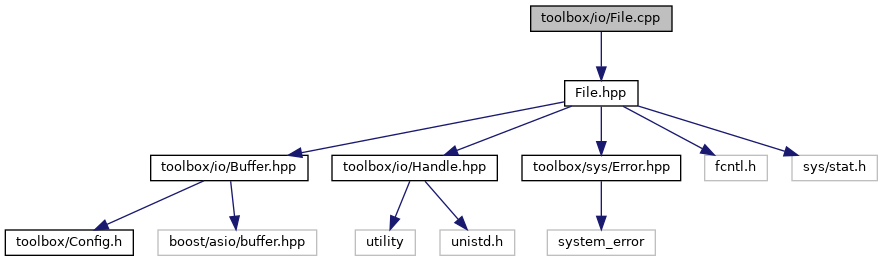 toolbox/io/File.cpp
File.hpp
toolbox/io/Buffer.hpp
toolbox/io/Handle.hpp
toolbox/sys/Error.hpp
fcntl.h
sys/stat.h
toolbox/Config.h
boost/asio/buffer.hpp
utility
unistd.h
system_error